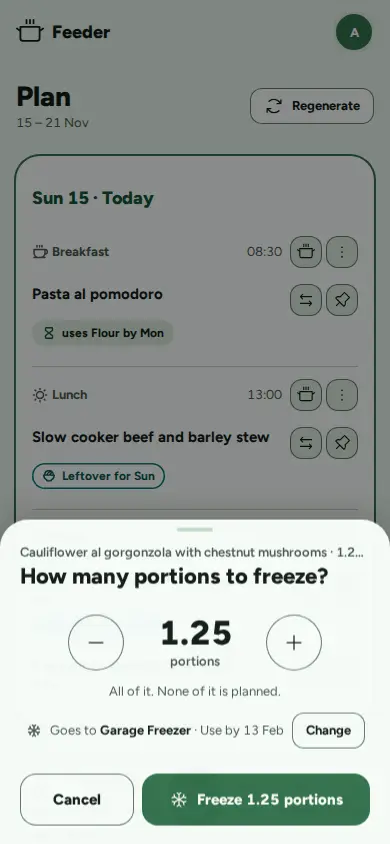 Feeder
A
Plan
15 – 21 Nov
Regenerate
Sun 15 · Today
Breakfast
08:30
Pasta al pomodoro
uses Flour by Mon
Lunch
13:00
Slow cooker beef and barley stew
Leftover for Sun
Cauliflower al gorgonzola with chestnut mushrooms · 1.2...
How many portions to freeze?
1.25
portions
All of it. None of it is planned.
Goes to Garage Freezer · Use by 13 Feb
Change
Cancel
Freeze 1.25 portions